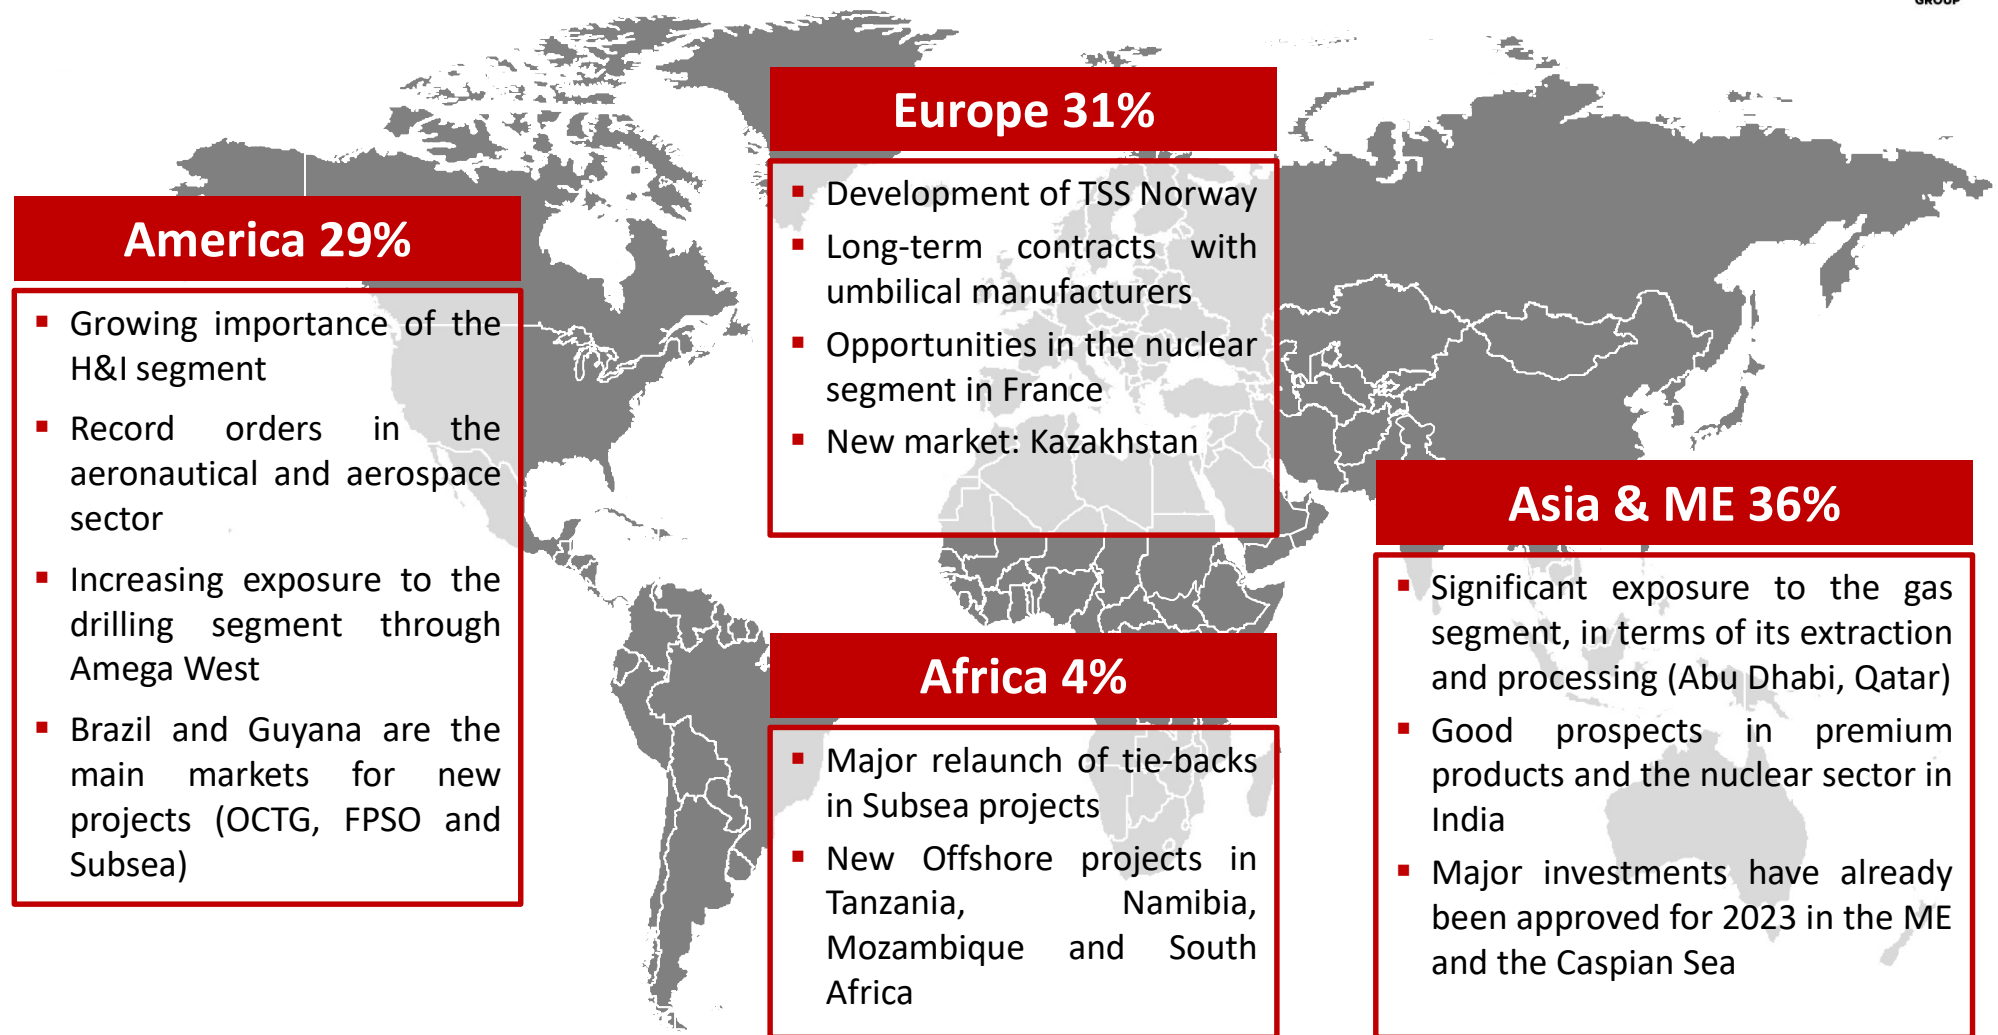 GROUP
Europe 31%
▪ Development of TSS Norway
▪ Long-term contracts with
umbilical manufacturers
▪ Opportunities in the nuclear
segment in France
▪ New market: Kazakhstan
America 29%
▪ Growing importance of the
H&I segment
▪ Record orders in the
aeronautical and aerospace
sector
▪ Increasing exposure to the
drilling segment through
Amega West
▪ Brazil and Guyana are the
main markets for new
projects (OCTG, FPSO and
Subsea)
Africa 4%
▪ Major relaunch of tie-backs
in Subsea projects
▪ New Offshore projects in
Tanzania, Namibia,
Mozambique and South
Africa
Asia & ME 36%
▪ Significant exposure to the gas
segment, in terms of its extraction
and processing (Abu Dhabi, Qatar)
▪ Good prospects in premium
products and the nuclear sector in
India
▪ Major investments have already
been approved for 2023 in the ME
and the Caspian Sea